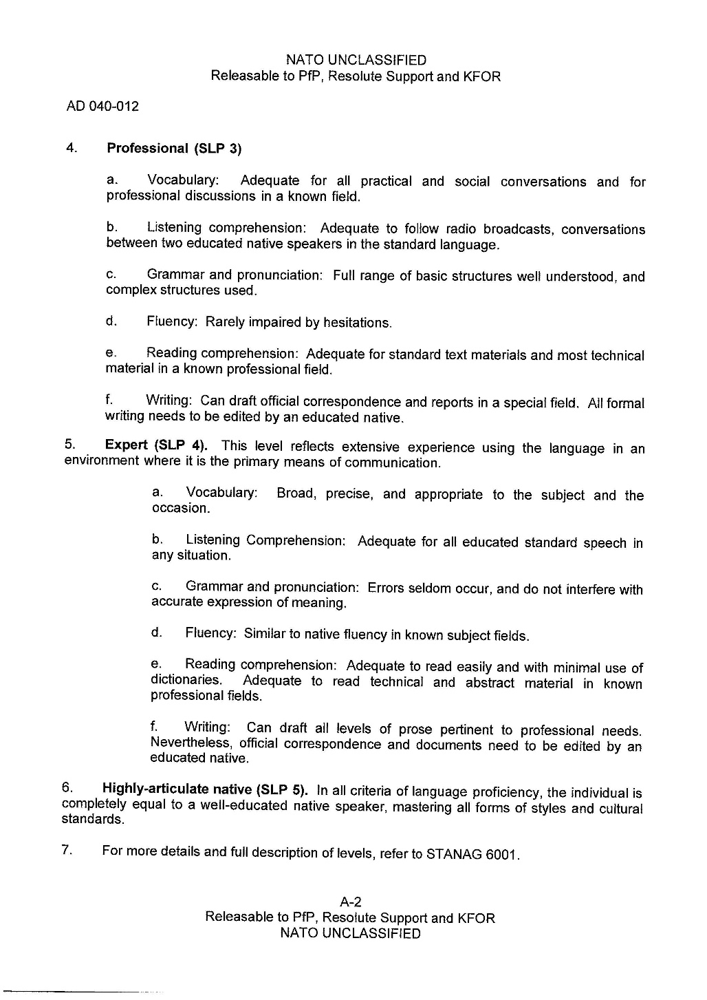 NATO UNCLASSIFIED
Releasable to PfP, Resolute Support and KFOR
AD 040-012
4. Professional (SLP 3)
a. Vocabulary: Adequate for all practical and social conversations and for
professional discussions in a known field.
b. Listening comprehension: Adequate to follow radio broadcasts, conversations
between two educated native speakers in the standard language.
c. Grammar and pronunciation: Full range of basic structures well understood, and
complex structures used.
d. Fluency: Rarely impaired by hesitations.
e. Reading comprehension: Adequate for standard text materials and most technical
material in a known professional field.
f. Writing: Can draft official correspondence and reports in a special field. All formal
writing needs to be edited by an educated native.
5. Expert (SLP 4). This level reflects extensive experience using the language in an
environment where it is the primary means of communication.
a. Vocabulary: Broad, precise, and appropriate to the subject and the
occasion.
b. Listening Comprehension: Adequate for all educated standard speech in
any situation.
c. Grammar and pronunciation: Errors seldom occur, and do not interfere with
accurate expression of meaning.
d. Fluency: Similar to native fluency in known subject fields.
e. Reading comprehension: Adequate to read easily and with minimal use of
dictionaries. Adequate to read technical and abstract material in known
professional fields.
f. Writing: Can draft all levels of prose pertinent to professional needs.
Nevertheless, official correspondence and documents need to be edited by an
educated native.
6. Highly-articulate native (SLP 5). In all criteria of language proficiency, the individual is
completely equal to a well-educated native speaker, mastering all forms of styles and cultural
standards.
7. For more details and full description of levels, refer to STANAG 6001.
A-2
Releasable to PfP, Resolute Support and KFOR
NATO UNCLASSIFIED